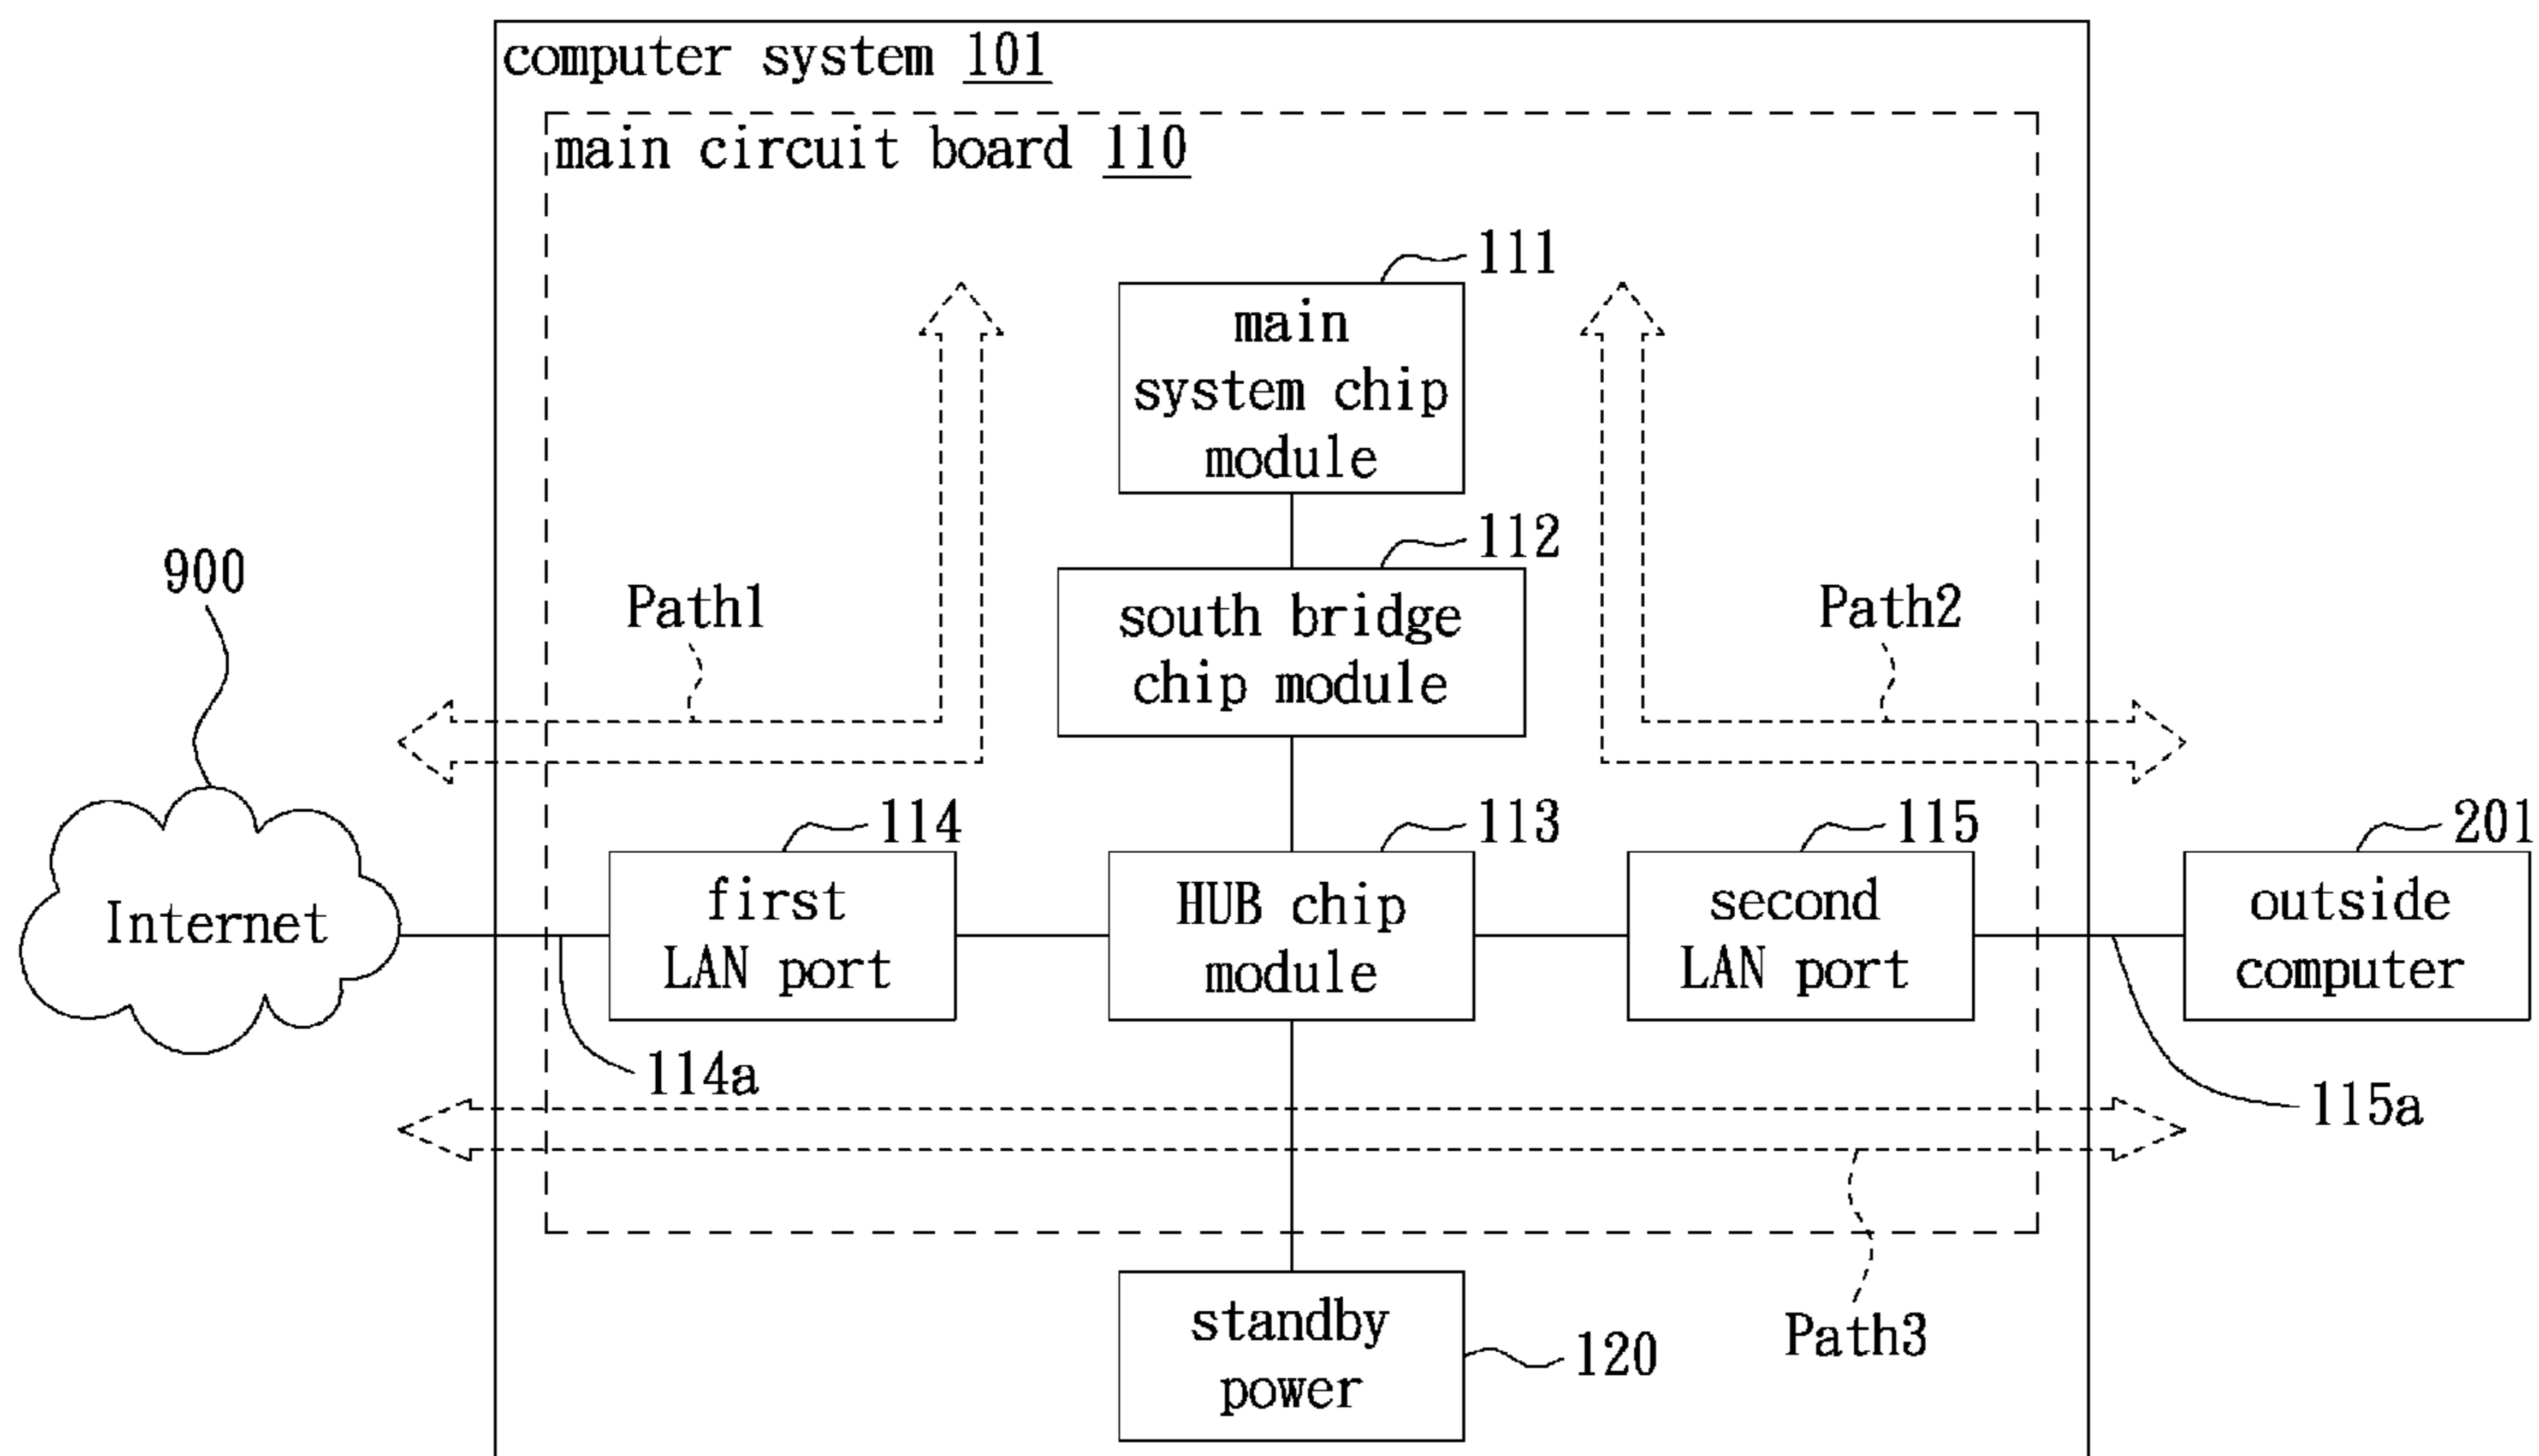 computer system 101
main circuit board 110
111
main
system chip
module
112
900
Path1
south bridge
chip module
Path2
114
113
115
201
Internet
first
LAN port
HUB chip
module
second
LAN port
outside
computer
114a
115a
standby
power
120
Path3